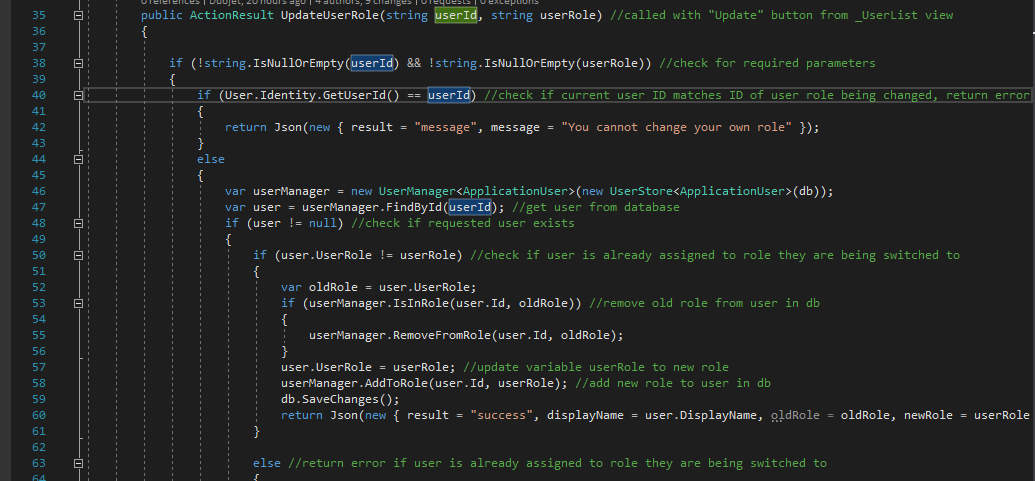 0 references | Duojet, 20 hours ago | 4 authors, 9 changes | 0 requests | 0 exceptions
35 public ActionResult UpdateUserRole(string userId, string userRole) //called with "Update" button from _UserList view
36 {
37
38 if (!string.IsNullOrEmpty(userId) && !string.IsNullOrEmpty(userRole)) //check for required parameters
39 {
40 if (User.Identity.GetUserId() == userId) //check if current user ID matches ID of user role being changed, return error
41 {
42 return Json(new { result = "message", message = "You cannot change your own role" });
43 }
44 else
45 {
46 var userManager = new UserManager<ApplicationUser>(new UserStore<ApplicationUser>(db));
47 var user = userManager.FindById(userId); //get user from database
48 if (user != null) //check if requested user exists
49 {
50 if (user.UserRole != userRole) //check if user is already assigned to role they are being switched to
51 {
52 var oldRole = user.UserRole;
53 if (userManager.IsInRole(user.Id, oldRole)) //remove old role from user in db
54 {
55 userManager.RemoveFromRole(user.Id, oldRole);
56 }
57 user.UserRole = userRole; //update variable userRole to new role
58 userManager.AddToRole(user.Id, userRole); //add new role to user in db
59 db.SaveChanges();
60 return Json(new { result = "success", displayName = user.DisplayName, oldRole = oldRole, newRole = userRole
61 }
62
63 else //return error if user is already assigned to role they are being switched to
64 {